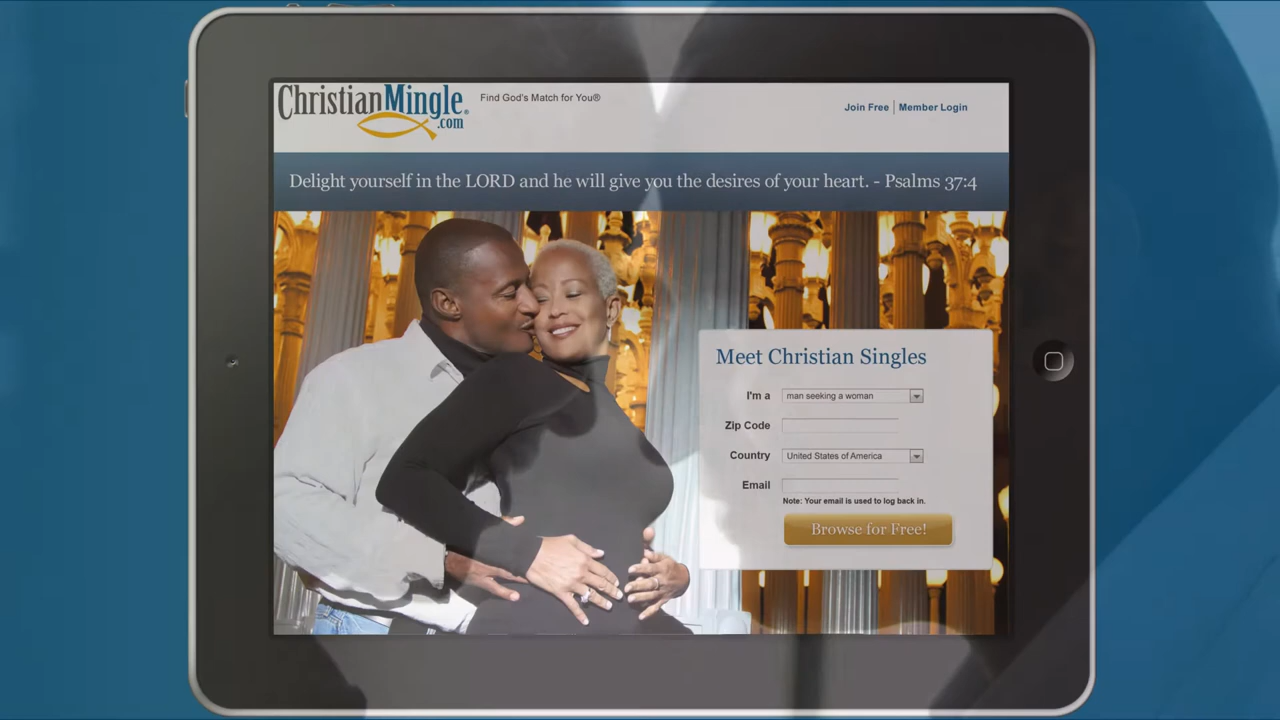 ChristianMingle®
.com
Find God's Match for You®
Join Free | Member Login
Delight yourself in the LORD and he will give you the desires of your heart. - Psalms 37:4
Meet Christian Singles
I'm a man seeking a woman
Zip Code
Country United States of America
Email
Note: Your email is used to log back in.
Browse for Free!